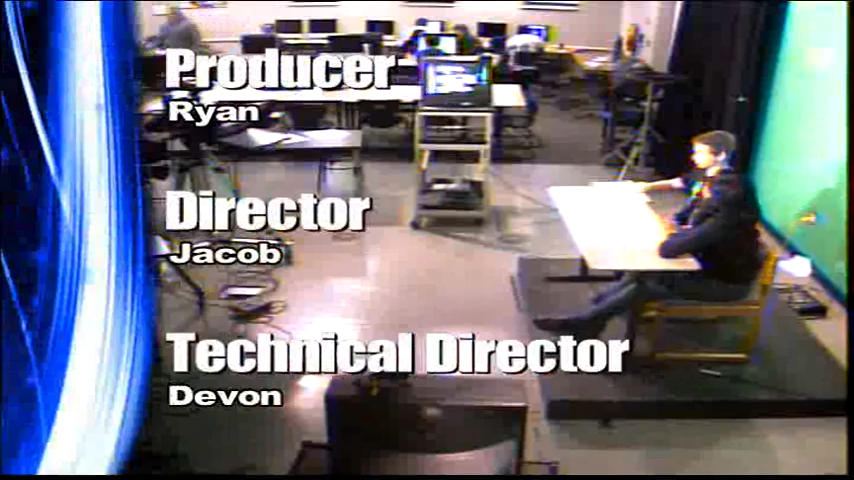 Producer
Ryan
Director
Jacob
Technical Director
Devon